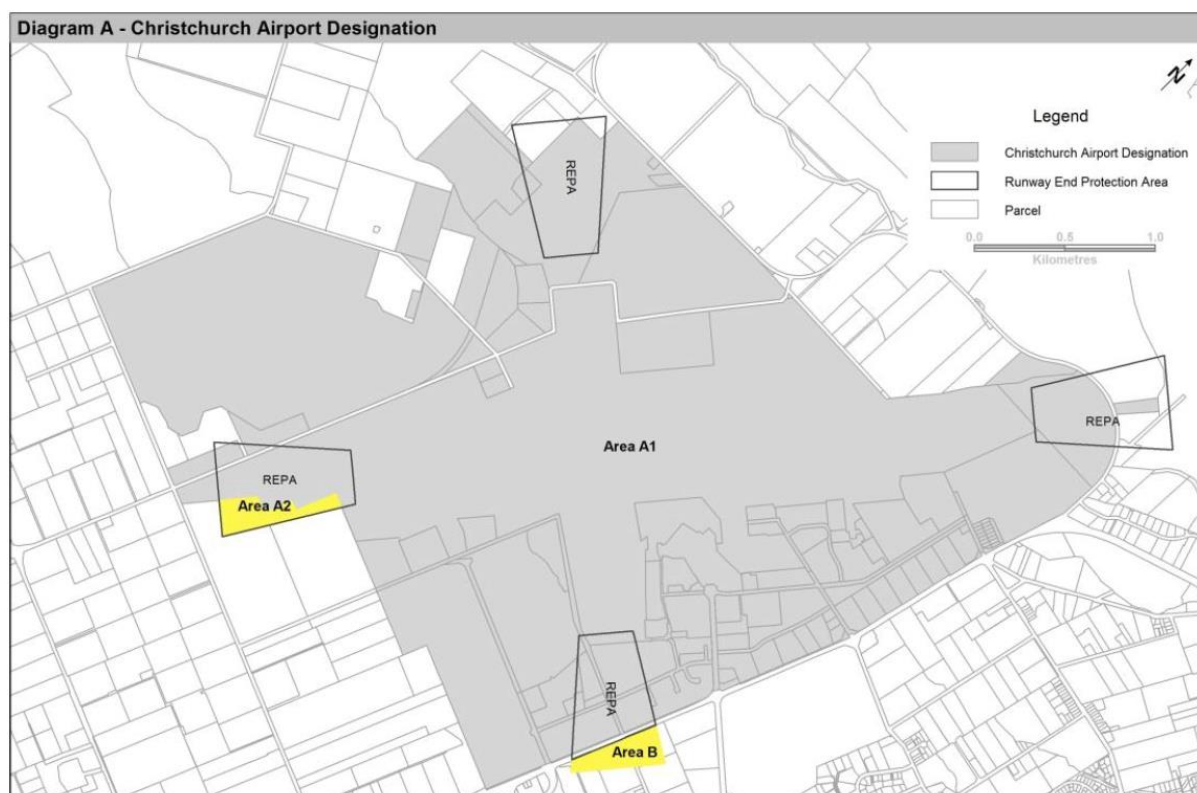 Diagram A - Christchurch Airport Designation
N
Legend
Christchurch Airport Designation
Runway End Protection Area
Parcel
0.0 0.5 1.0
Kilometres
REPA
REPA
Area A1
REPA
Area A2
REPA
Area B